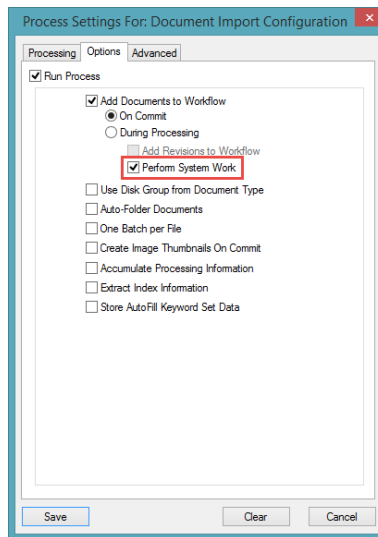 Process Settings For: Document Import Configuration
Processing Options Advanced
Run Process
Add Documents to Workflow
On Commit
During Processing
Add Revisions to Workflow
Perform System Work
Use Disk Group from Document Type
Auto-Folder Documents
One Batch per File
Create Image Thumbnails On Commit
Accumulate Processing Information
Extract Index Information
Store AutoFill Keyword Set Data
Save Clear Cancel